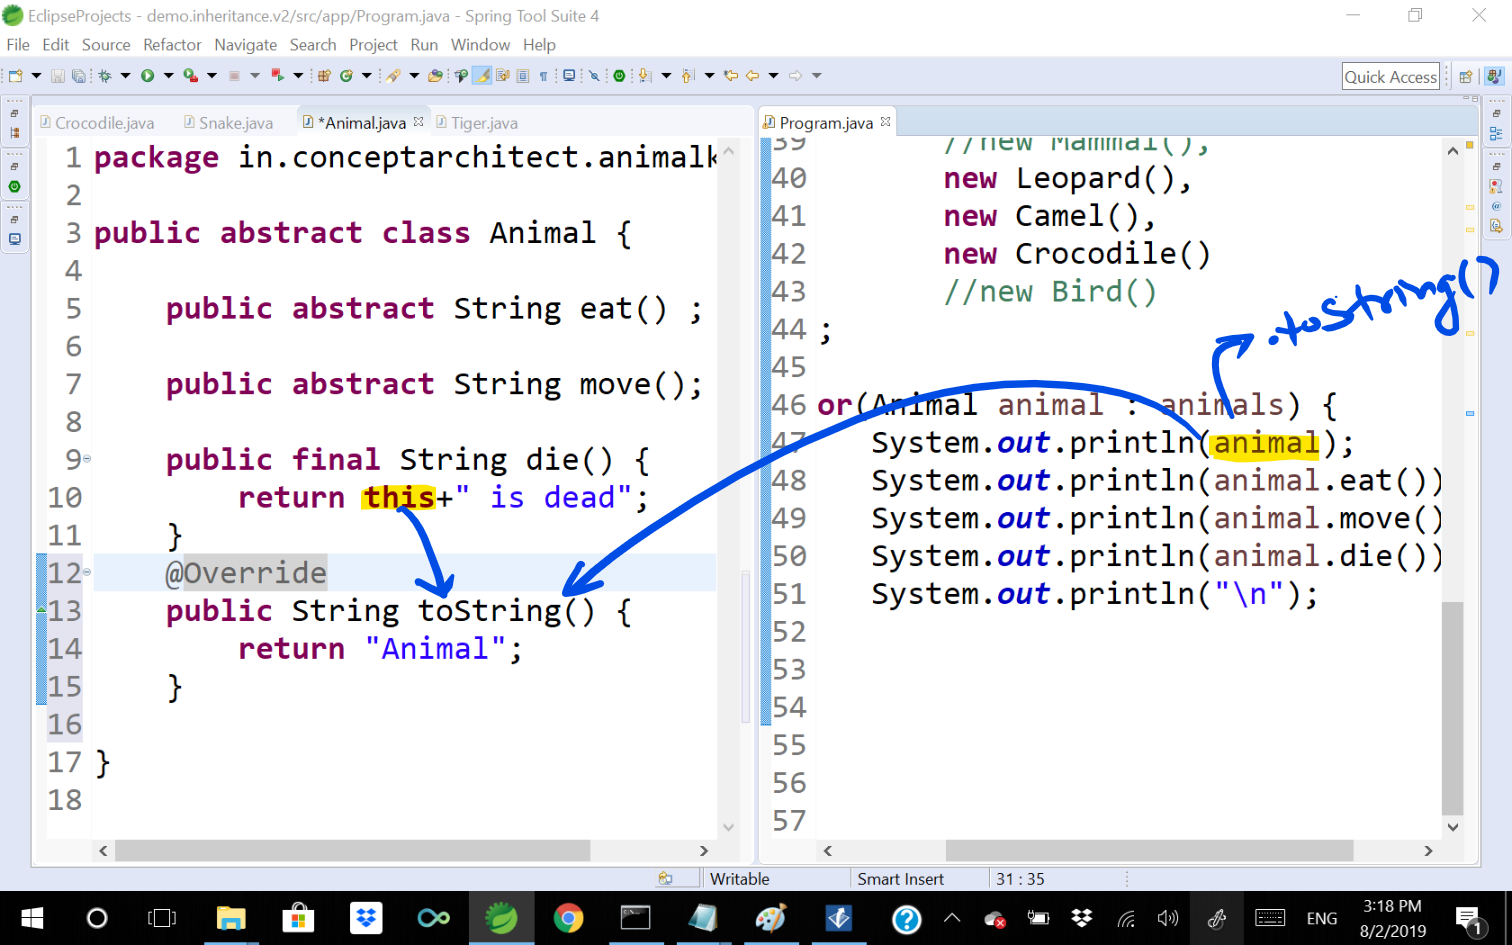 EclipseProjects - demo.inheritance.v2/src/app/Program.java - Spring Tool Suite 4
File Edit Source Refactor Navigate Search Project Run Window Help
Quick Access
Crocodile.java Snake.java *Animal.java Tiger.java
1 package in.conceptarchitect.animalk
2
3 public abstract class Animal {
4
5 public abstract String eat() ;
6
7 public abstract String move();
8
9 public final String die() {
10 return this+" is dead";
11 }
12 @Override
13 public String toString() {
14 return "Animal";
15 }
16
17 }
18
Program.java
39 //new Mammal(),
40 new Leopard(),
41 new Camel(),
42 new Crocodile()
43 //new Bird()
44 ;
.toString()
45
46 or(Animal animal : animals) {
47 System.out.println(animal);
48 System.out.println(animal.eat())
49 System.out.println(animal.move()
50 System.out.println(animal.die())
51 System.out.println("\n");
52
53
54
55
56
57
Writable Smart Insert 31 : 35
ENG
3:18 PM
8/2/2019
1